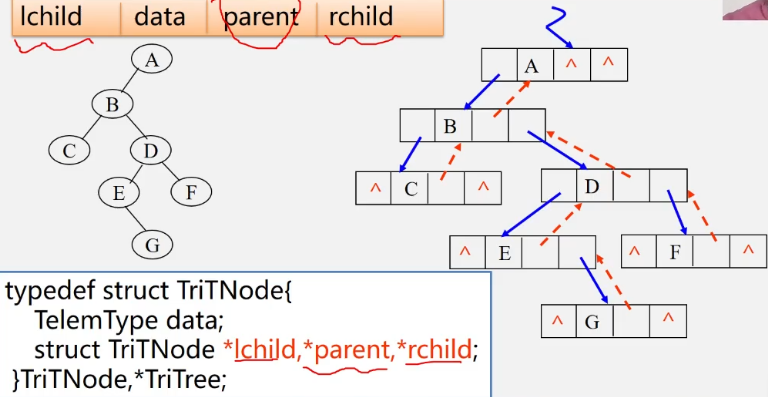 lchild data parent rchild
A
B
C D
E F
G
A ^ ^
B
^ C ^
D
^ E
^ F ^
^ G ^
typedef struct TriTNode{
TelemType data;
struct TriTNode *lchild,*parent,*rchild;
}TriTNode,*TriTree;